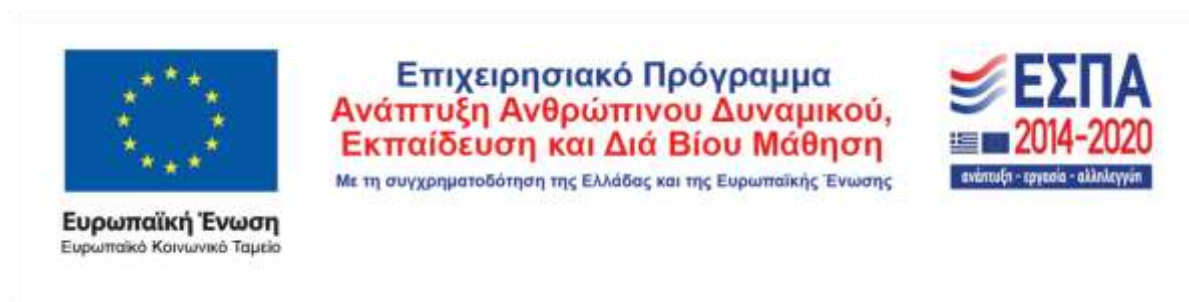 Επιχειρησιακό Πρόγραμμα
Ανάπτυξη Ανθρώπινου Δυναμικού,
Εκπαίδευση και Διά Βίου Μάθηση
Με τη συγχρηματοδότηση της Ελλάδας και της Ευρωπαϊκής Ένωσης
Ευρωπαϊκή Ένωση
Ευρωπαϊκό Κοινωνικό Ταμείο
ΕΣΠΑ
2014-2020
ανάπτυξη - εργασία - αλληλεγγύη